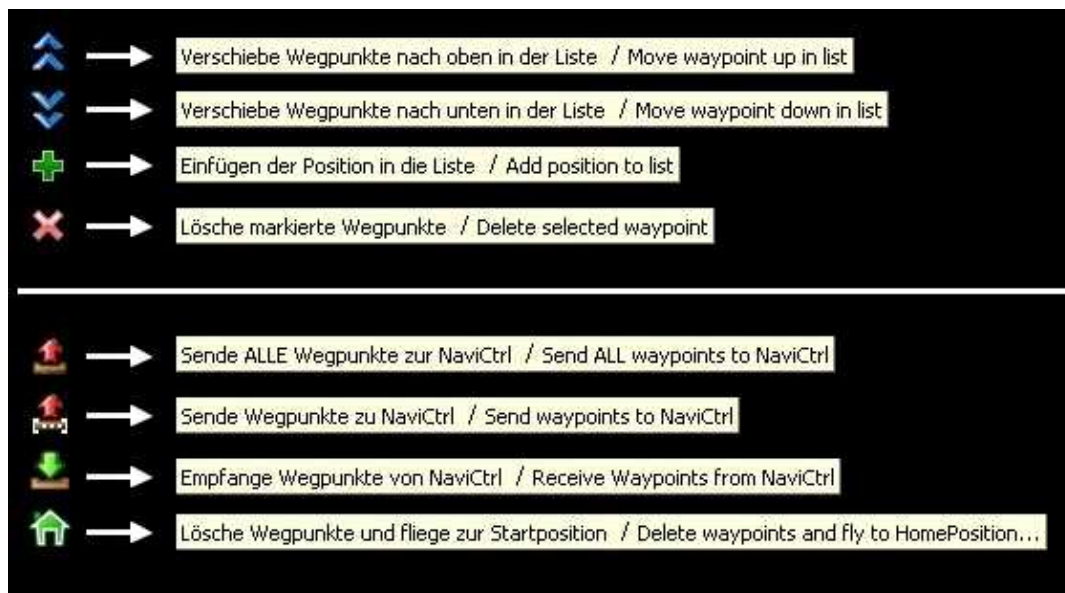 Verschiebe Wegpunkte nach oben in der Liste / Move waypoint up in list
Verschiebe Wegpunkte nach unten in der Liste / Move waypoint down in list
Einfügen der Position in die Liste / Add position to list
Lösche markierte Wegpunkte / Delete selected waypoint
Sende ALLE Wegpunkte zur NaviCtrl / Send ALL waypoints to NaviCtrl
Sende Wegpunkte zu NaviCtrl / Send waypoints to NaviCtrl
Empfange Wegpunkte von NaviCtrl / Receive Waypoints from NaviCtrl
Lösche Wegpunkte und fliege zur Startposition / Delete waypoints and fly to HomePosition...